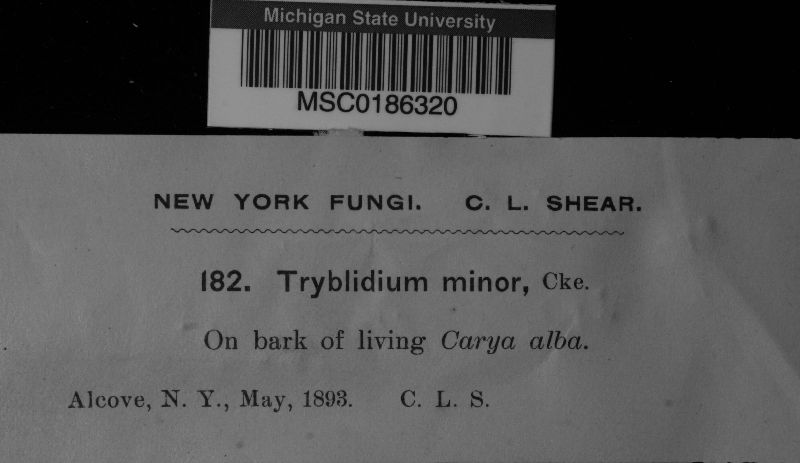 Michigan State University
MSC0186320
NEW YORK FUNGI. C. L. SHEAR.
182. Tryblidium minor, Cke.
On bark of living Carya alba.
Alcove, N. Y., May, 1893. C. L. S.